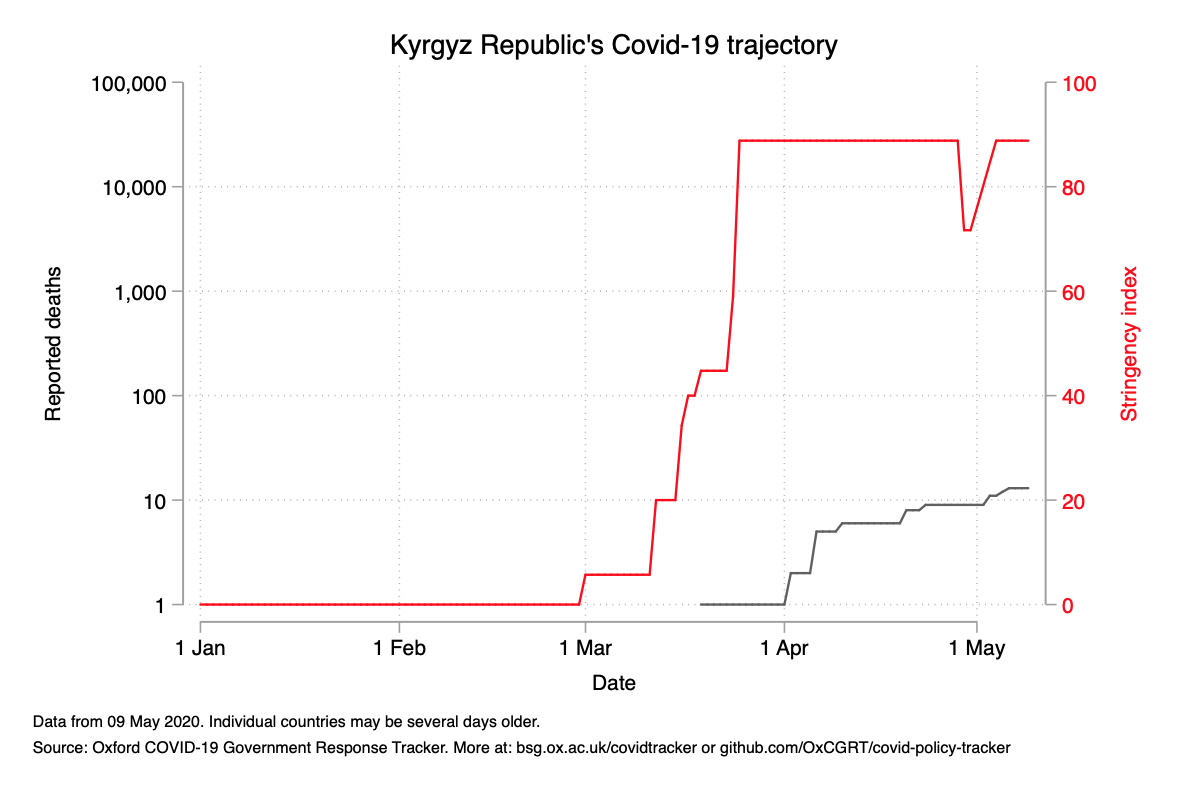 Kyrgyz Republic's Covid-19 trajectory
100,000
10,000
1,000
100
10
1
Reported deaths
100
80
60
40
20
0
Stringency index
1 Jan
1 Feb
1 Mar
1 Apr
1 May
Date
Data from 09 May 2020. Individual countries may be several days older.
Source: Oxford COVID-19 Government Response Tracker. More at: bsg.ox.ac.uk/covidtracker or github.com/OxCGRT/covid-policy-tracker